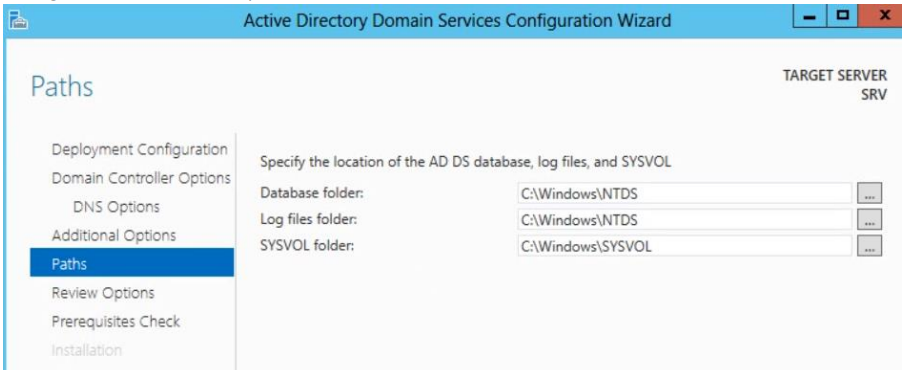 Active Directory Domain Services Configuration Wizard
Paths
TARGET SERVER
SRV
Deployment Configuration
Domain Controller Options
DNS Options
Additional Options
Paths
Review Options
Prerequisites Check
Installation
Specify the location of the AD DS database, log files, and SYSVOL
Database folder: C:\Windows\NTDS ...
Log files folder: C:\Windows\NTDS ...
SYSVOL folder: C:\Windows\SYSVOL ...